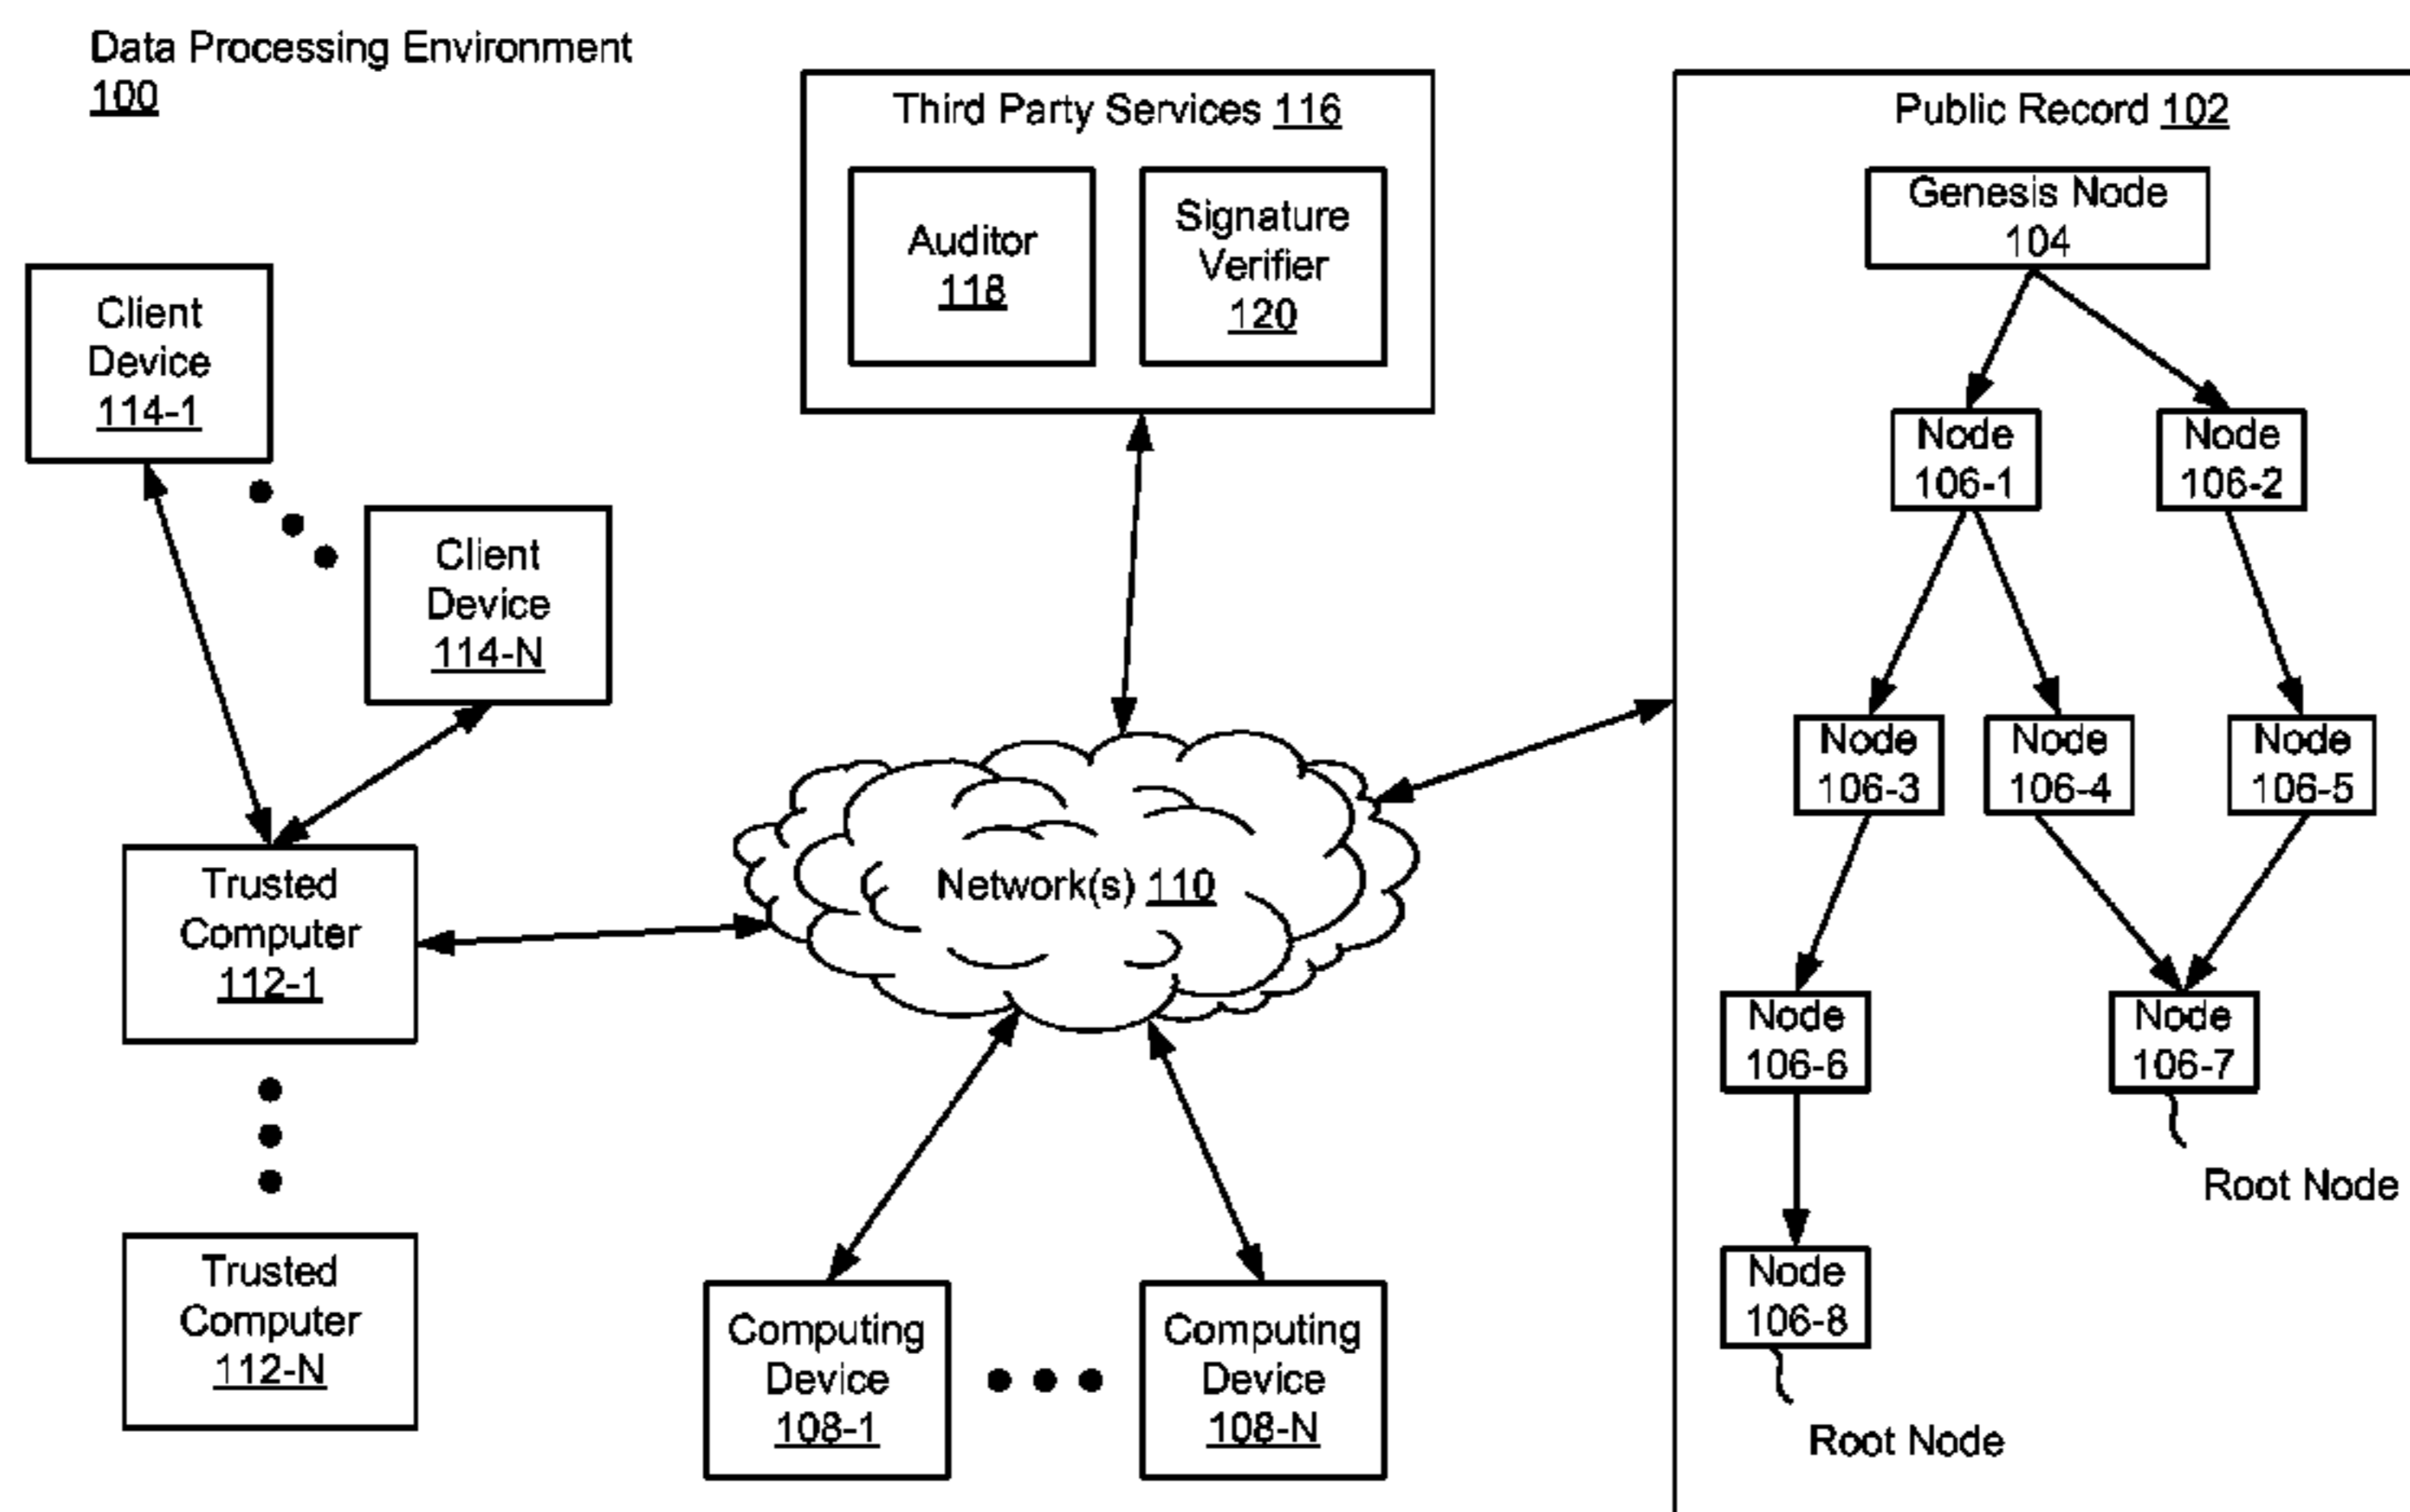 Data Processing Environment
100
Third Party Services 116
Auditor
118
Signature
Verifier
120
Public Record 102
Genesis Node
104
Client
Device
114-1
Client
Device
114-N
Node
106-1
Node
106-2
Node
106-3
Node
106-4
Node
106-5
Trusted
Computer
112-1
Network(s) 110
Node
106-6
Node
106-7
Root Node
Trusted
Computer
112-N
Computing
Device
108-1
Computing
Device
108-N
Node
106-8
Root Node